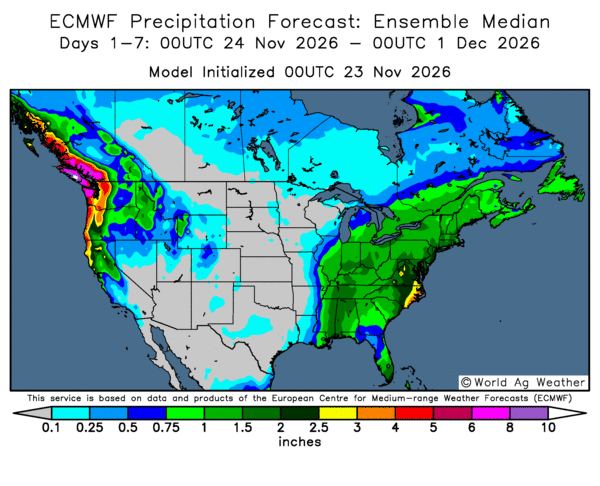 ECMWF Precipitation Forecast: Ensemble Median
Days 1-7: 00UTC 24 Nov 2026 - 00UTC 1 Dec 2026
Model Initialized 00UTC 23 Nov 2026
© World Ag Weather
This service is based on data and products of the European Centre for Medium-range Weather Forecasts (ECMWF)
0.1 0.25 0.5 0.75 1 1.5 2 2.5 3 4 5 6 8 10
inches